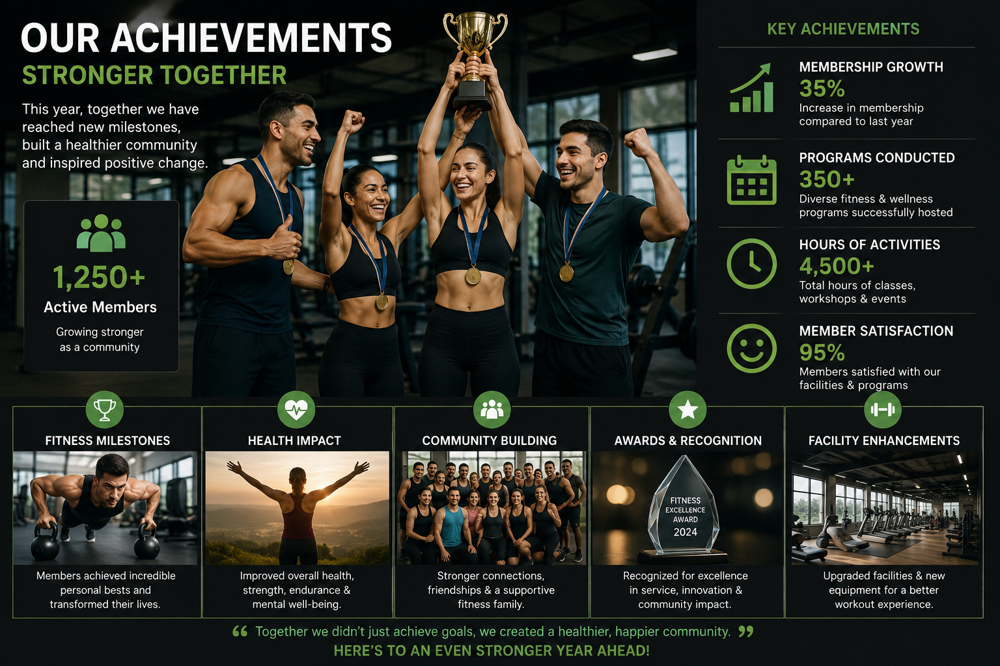 OUR ACHIEVEMENTS
STRONGER TOGETHER
This year, together we have
reached new milestones,
built a healthier community
and inspired positive change.
1,250+
Active Members
Growing stronger
as a community
KEY ACHIEVEMENTS
MEMBERSHIP GROWTH
35%
Increase in membership
compared to last year
PROGRAMS CONDUCTED
350+
Diverse fitness & wellness
programs successfully hosted
HOURS OF ACTIVITIES
4,500+
Total hours of classes,
workshops & events
MEMBER SATISFACTION
95%
Members satisfied with our
facilities & programs
FITNESS MILESTONES
Members achieved incredible
personal bests and
transformed their lives.
HEALTH IMPACT
Improved overall health,
strength, endurance &
mental well-being.
COMMUNITY BUILDING
Stronger connections,
friendships & a supportive
fitness family.
AWARDS & RECOGNITION
FITNESS
EXCELLENCE
AWARD
2024
Recognized for excellence
in service, innovation &
community impact.
FACILITY ENHANCEMENTS
Upgraded facilities & new
equipment for a better
workout experience.
“ Together we didn’t just achieve goals, we created a healthier, happier community. ”
HERE’S TO AN EVEN STRONGER YEAR AHEAD!